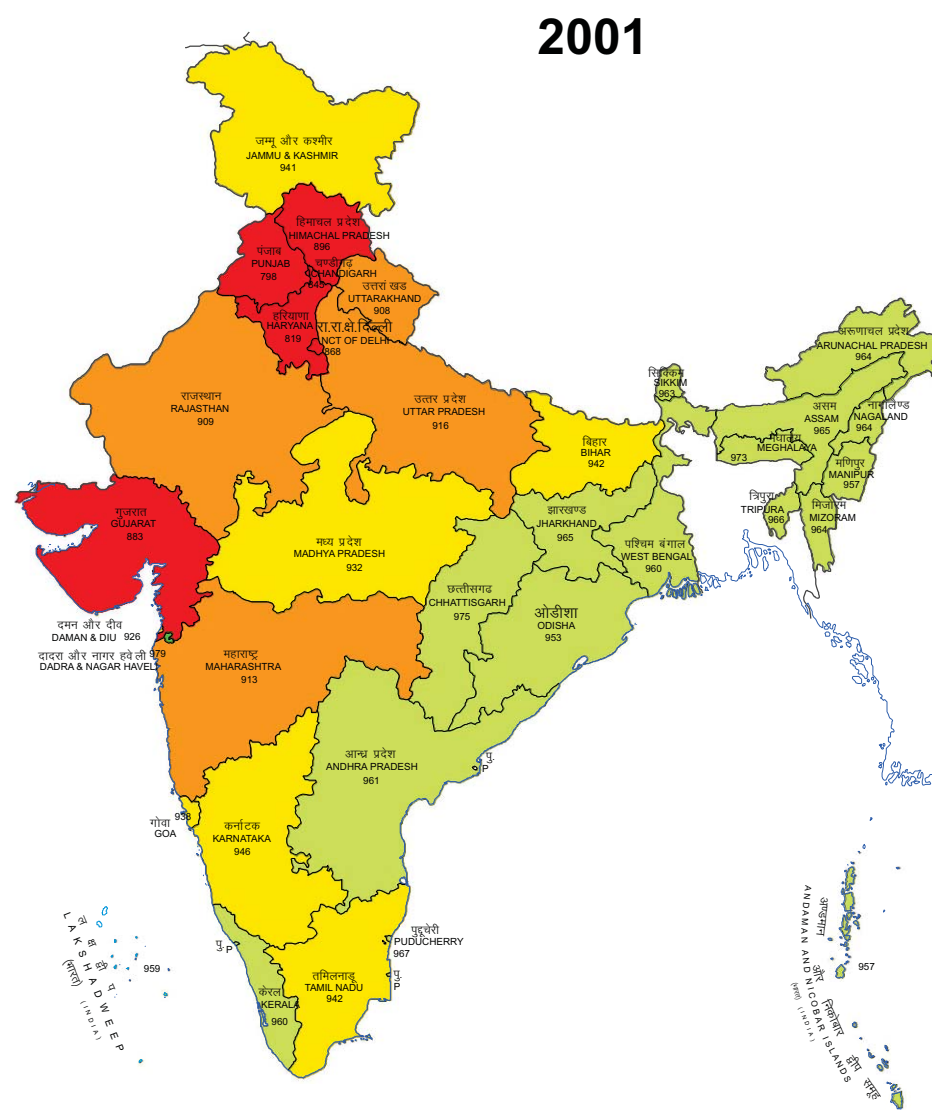 2001
जम्मू और कश्मीर
JAMMU & KASHMIR
941
हिमाचल प्रदेश
HIMACHAL PRADESH
896
पंजाब
PUNJAB
798
चण्डीगढ़
CHANDIGARH
845
उत्तरांखड
UTTARAKHAND
908
हरियाणा
HARYANA
819
रा.रा.क्षे.दिल्ली
NCT OF DELHI
868
राजस्थान
RAJASTHAN
909
उत्तर प्रदेश
UTTAR PRADESH
916
बिहार
BIHAR
942
सिक्किम
SIKKIM
963
अरूणाचल प्रदेश
ARUNACHAL PRADESH
964
असम
ASSAM
965
नागालैण्ड
NAGALAND
964
मेघालय
MEGHALAYA
973
मणिपुर
MANIPUR
957
त्रिपुरा
TRIPURA
966
मिजोरम
MIZORAM
964
गुजरात
GUJARAT
883
मध्य प्रदेश
MADHYA PRADESH
932
झारखण्ड
JHARKHAND
965
पश्चिम बंगाल
WEST BENGAL
960
छत्तीसगढ
CHHATTISGARH
975
ओडीशा
ODISHA
953
दमन और दीव
DAMAN & DIU 926
दादरा और नागर हवेली 979
DADRA & NAGAR HAVELI
महाराष्ट्र
MAHARASHTRA
913
आन्ध्र प्रदेश
ANDHRA PRADESH
961
पु.
P
गोवा 938
GOA
कर्नाटक
KARNATAKA
946
पु.
P
पुद्दूचेरी
PUDUCHERRY
967
पु.
P
तमिलनाडू
TAMIL NADU
942
केरल
KERALA
960
ल क्ष द्वी प
LAKSHADWEEP
(भारत) (INDIA)
959
अण्डमान और निकोबार द्वीप समूह
ANDAMAN AND NICOBAR ISLANDS
(भारत) (INDIA)
957